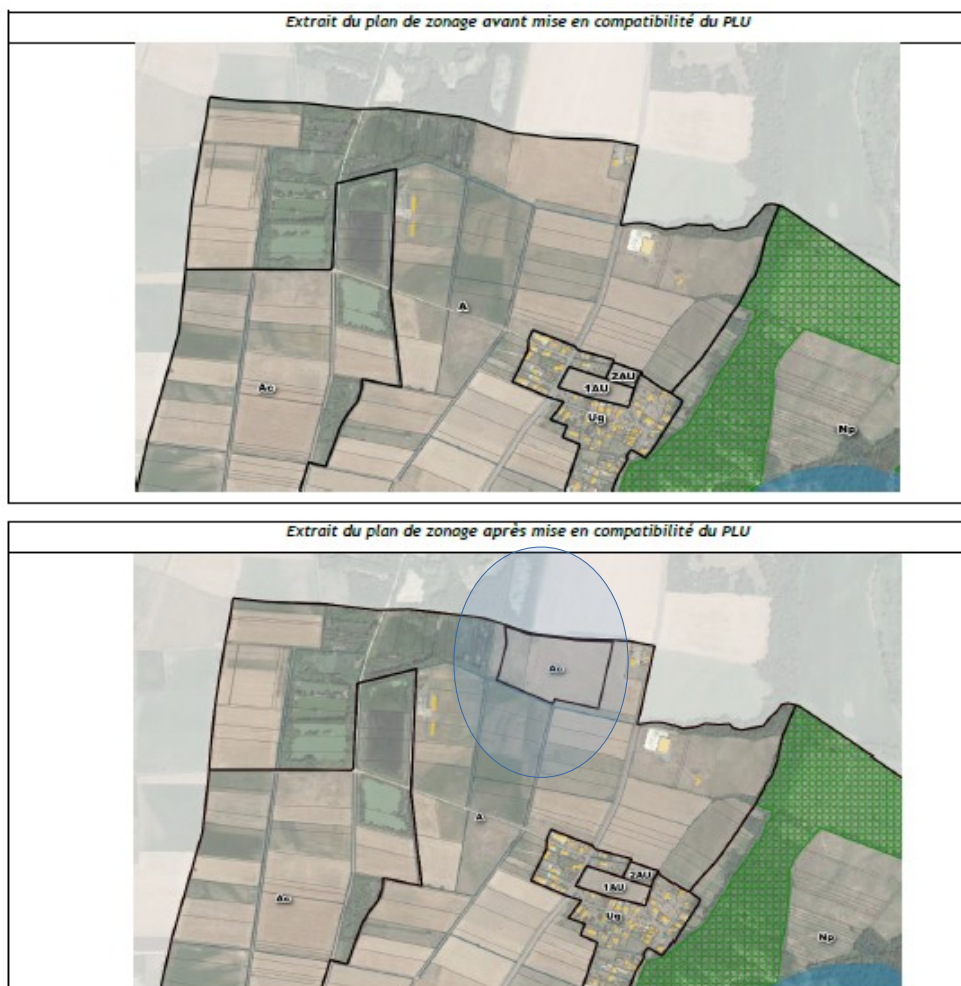 Extrait du plan de zonage avant mise en compatibilité du PLU
A
2AU
1AU
Ac
Ug
Np
Extrait du plan de zonage après mise en compatibilité du PLU
Ac
A
2AU
1AU
Ac
Ug
Np